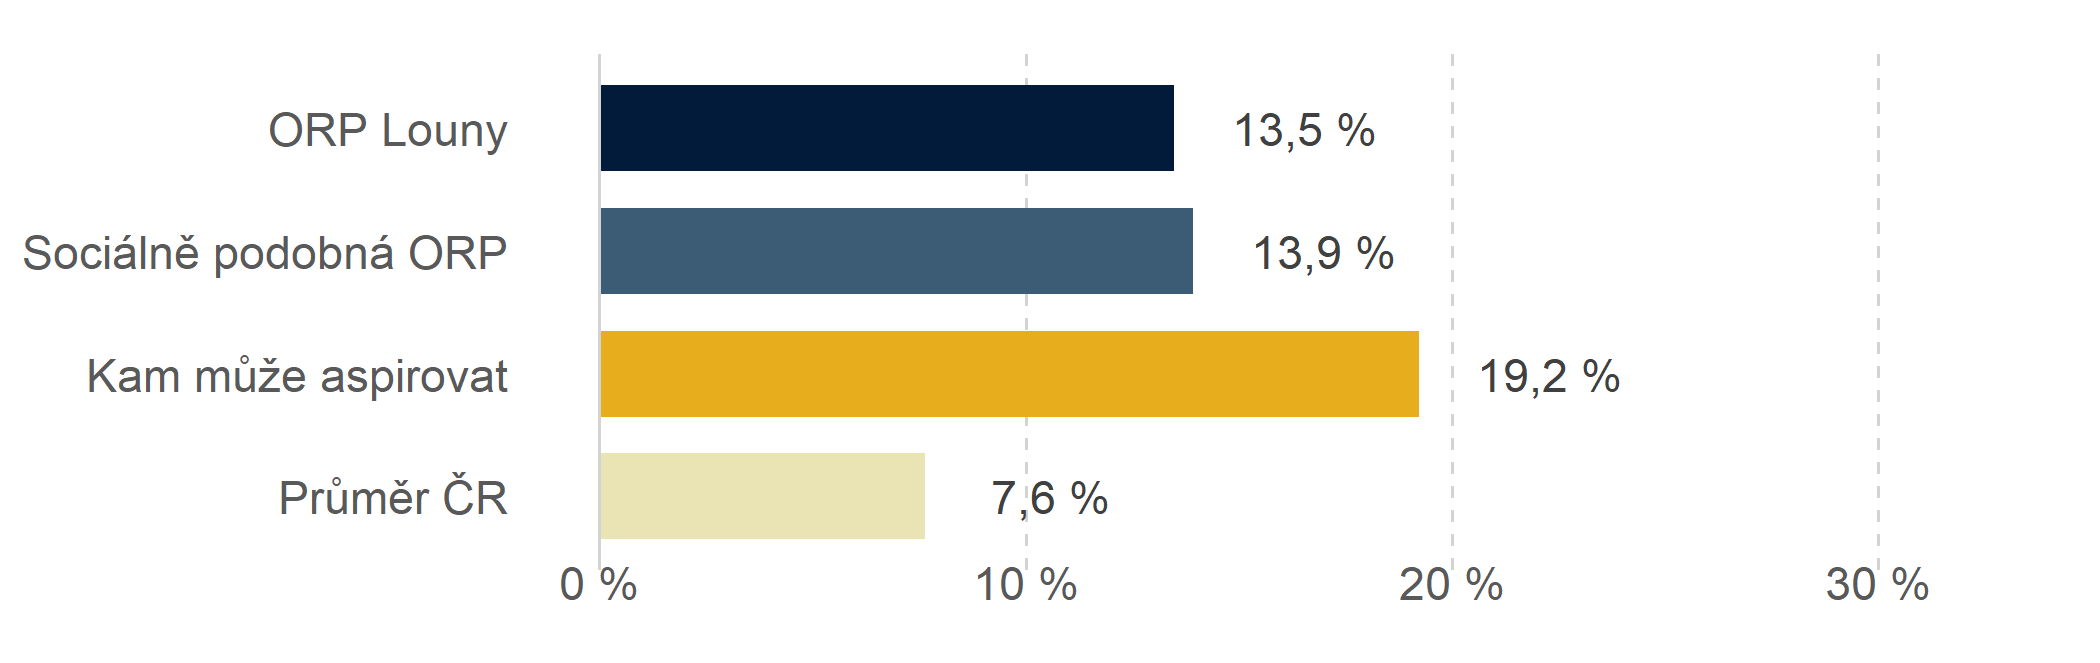 ORP Louny
13,5 %
Sociálně podobná ORP
13,9 %
Kam může aspirovat
19,2 %
Průměr ČR
7,6 %
0 %
10 %
20 %
30 %